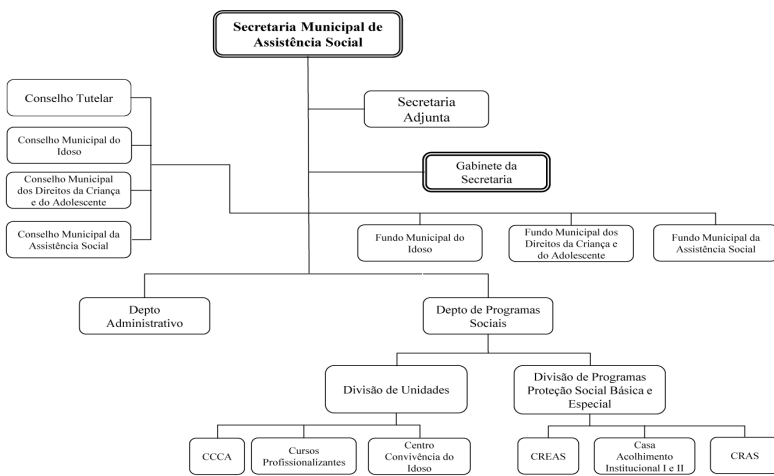 Secretaria Municipal de
Assistência Social
Conselho Tutelar
Secretaria
Adjunta
Conselho Municipal do
Idoso
Gabinete da
Secretaria
Conselho Municipal
dos Direitos da Criança
e do Adolescente
Conselho Municipal da
Assistência Social
Fundo Municipal do
Idoso
Fundo Municipal dos
Direitos da Criança e
do Adolescente
Fundo Municipal da
Assistência Social
Depto
Administrativo
Depto de Programas
Sociais
Divisão de Unidades
Divisão de Programas
Proteção Social Básica e
Especial
CCCA
Cursos
Profissionalizantes
Centro
Convivência do
Idoso
CREAS
Casa
Acolhimento
Institucional I e II
CRAS